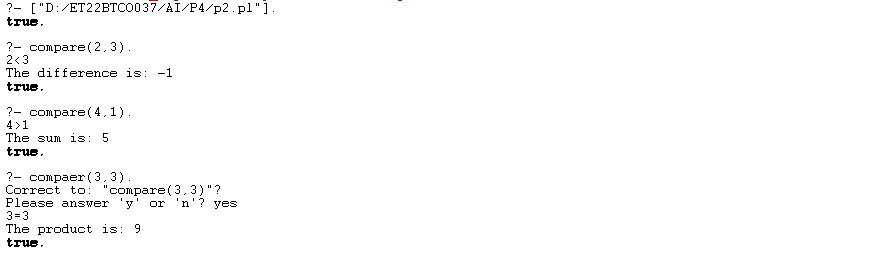 ?- ["D:/ET22BTCO037/AI/P4/p2.pl"].
true.
?- compare(2,3).
2<3
The difference is: -1
true.
?- compare(4,1).
4>1
The sum is: 5
true.
?- compaer(3,3).
Correct to: "compare(3,3)"?
Please answer 'y' or 'n'? yes
3=3
The product is: 9
true.